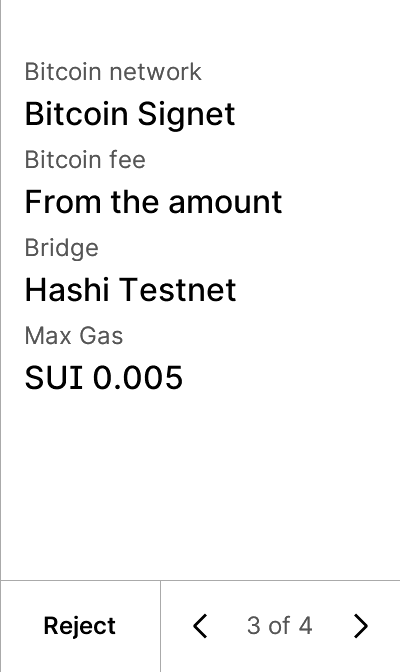 Bitcoin network
Bitcoin Signet
Bitcoin fee
From the amount
Bridge
Hashi Testnet
Max Gas
SUI 0.005
Reject
3 of 4